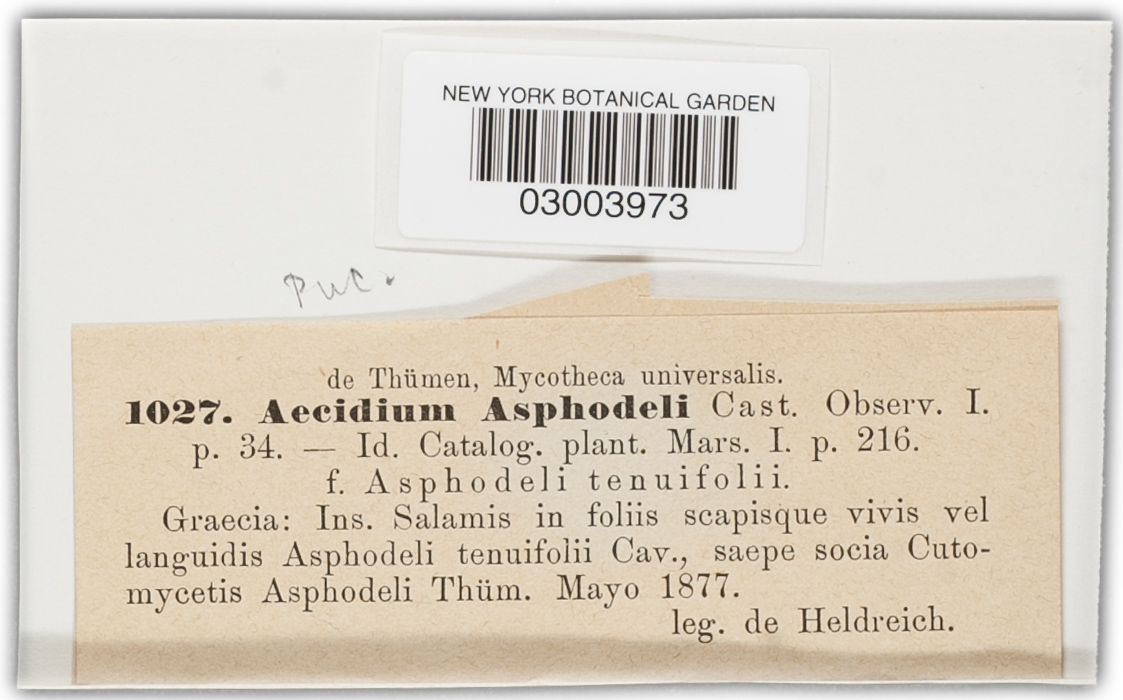 NEW YORK BOTANICAL GARDEN
03003973
Puc.
de Thümen, Mycotheca universalis.
1027. Aecidium Asphodeli Cast. Observ. I.
p. 34. — Id. Catalog. plant. Mars. I. p. 216.
f. Asphodeli tenuifolii.
Graecia: Ins. Salamis in foliis scapisque vivis vel
languidis Asphodeli tenuifolii Cav., saepe socia Cuto-
mycetis Asphodeli Thüm. Mayo 1877.
leg. de Heldreich.